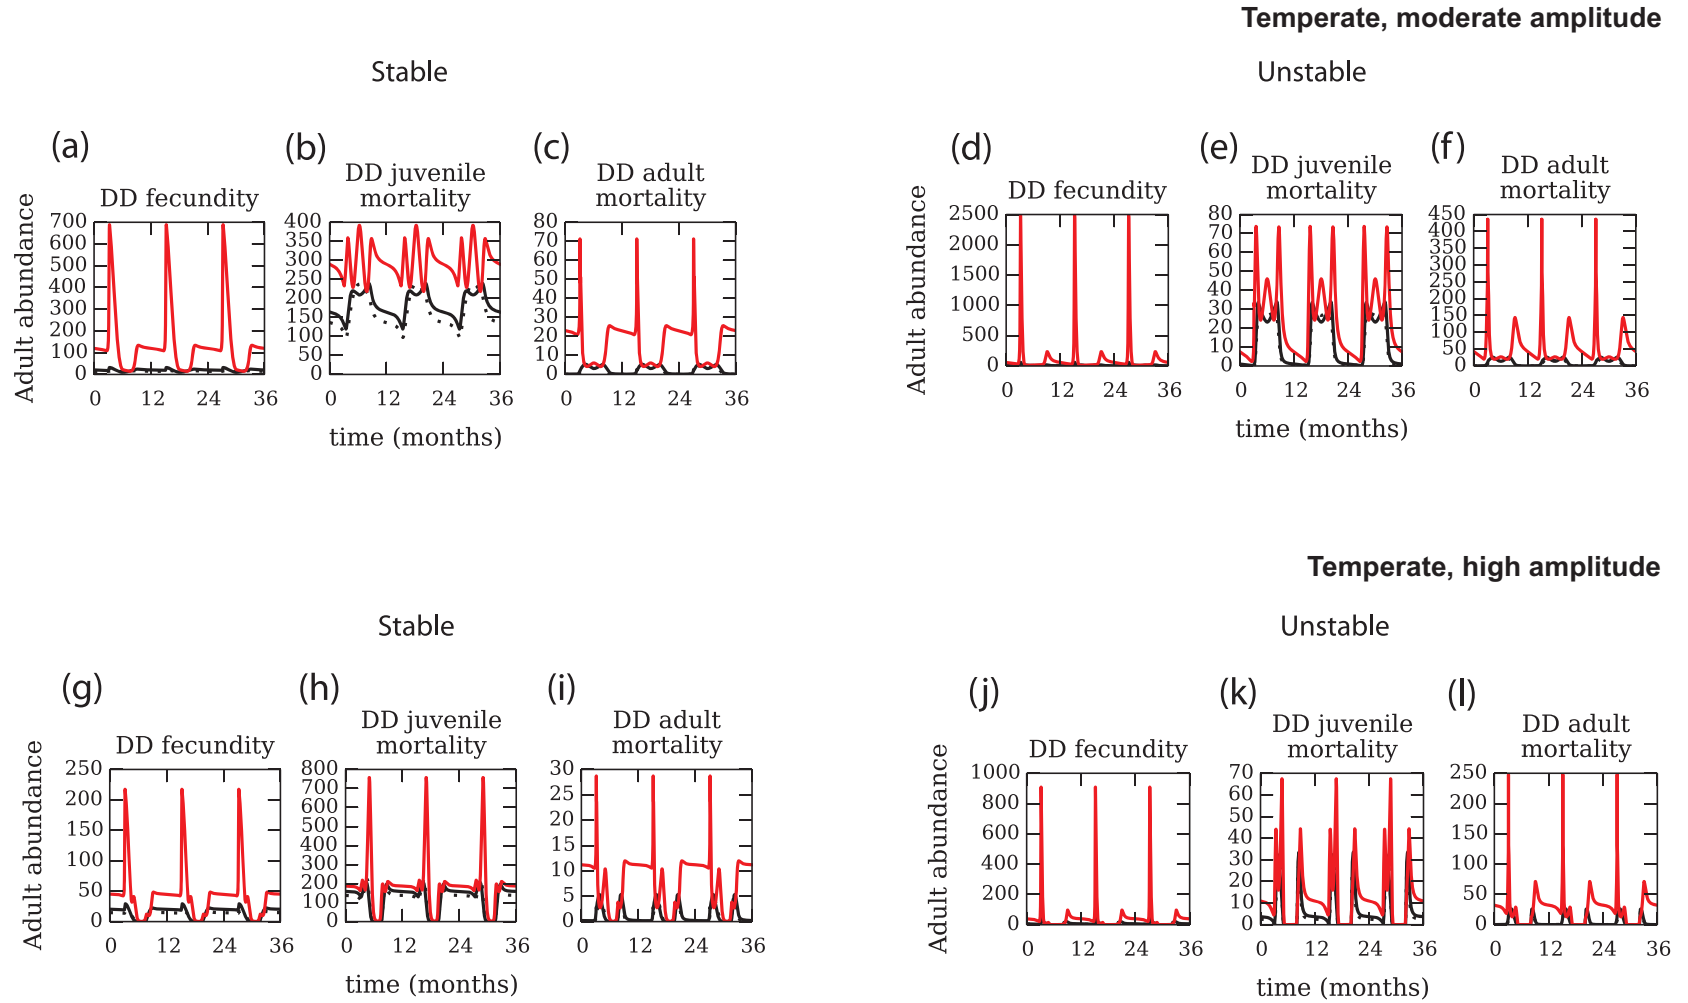 Temperate, moderate amplitude
Stable
Unstable
(a)
DD fecundity
Adult abundance
700
600
500
400
300
200
100
0
0 12 24 36
(b)
DD juvenile
mortality
400
350
300
250
200
150
100
50
0
0 12 24 36
time (months)
(c)
DD adult
mortality
80
70
60
50
40
30
20
10
0
0 12 24 36
(d)
DD fecundity
Adult abundance
2500
2000
1500
1000
500
0
0 12 24 36
(e)
DD juvenile
mortality
80
70
60
50
40
30
20
10
0
0 12 24 36
time (months)
(f)
DD adult
mortality
450
400
350
300
250
200
150
100
50
0
0 12 24 36
Temperate, high amplitude
Stable
Unstable
(g)
DD fecundity
Adult abundance
250
200
150
100
50
0
0 12 24 36
(h)
DD juvenile
mortality
800
700
600
500
400
300
200
100
0
0 12 24 36
time (months)
(i)
DD adult
mortality
30
25
20
15
10
5
0
0 12 24 36
(j)
DD fecundity
Adult abundance
1000
800
600
400
200
0
0 12 24 36
(k)
DD juvenile
mortality
70
60
50
40
30
20
10
0
0 12 24 36
time (months)
(l)
DD adult
mortality
250
200
150
100
50
0
0 12 24 36